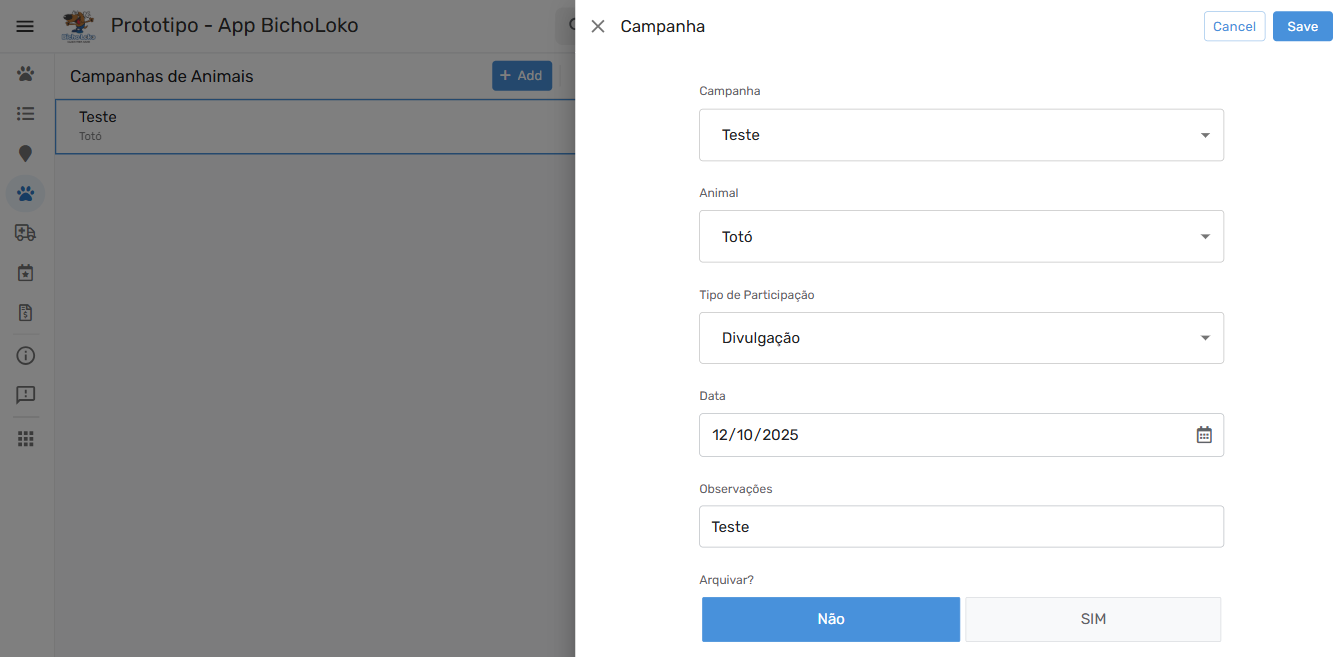 Prototipo - App BichoLoko
Campanha
Cancel
Save
Campanhas de Animais
+ Add
Teste
Totó
Campanha
Teste
Animal
Totó
Tipo de Participação
Divulgação
Data
12/10/2025
Observações
Teste
Arquivar?
Não
SIM